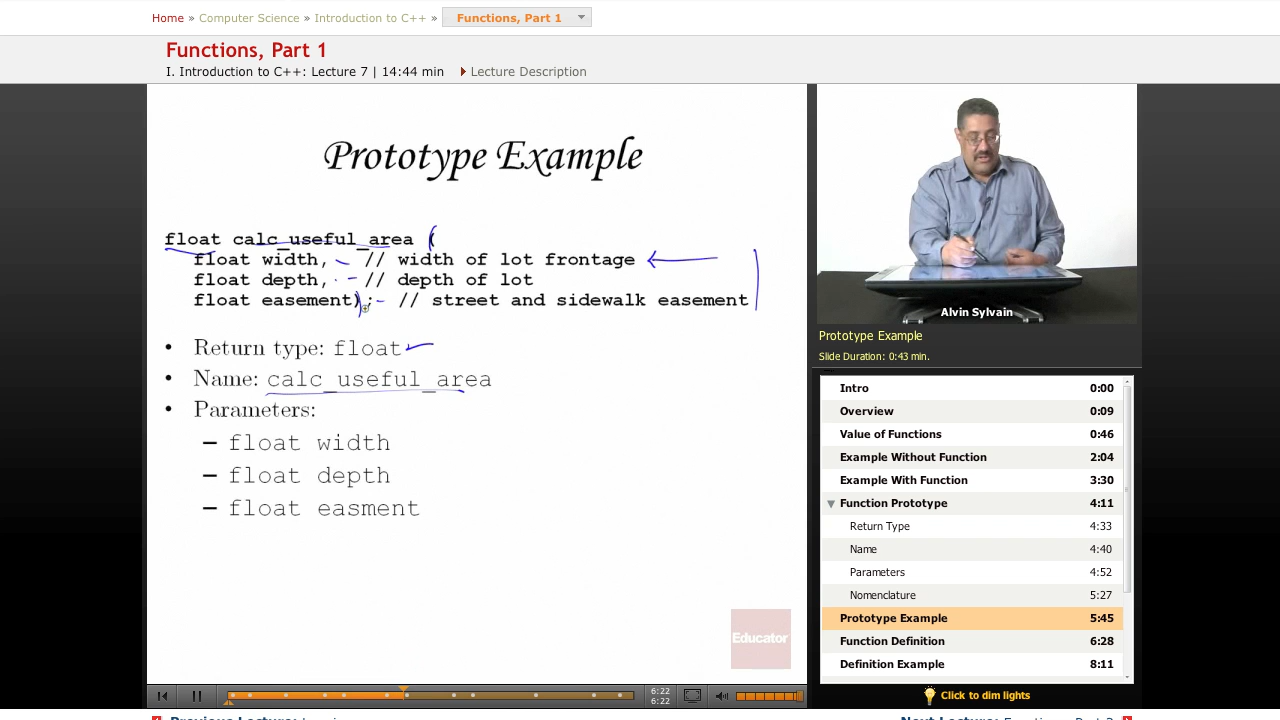 Home » Computer Science » Introduction to C++ » Functions, Part 1
Functions, Part 1
I. Introduction to C++: Lecture 7 | 14:44 min Lecture Description
Prototype Example
float calc_useful_area (
float width, // width of lot frontage
float depth, // depth of lot
float easement); // street and sidewalk easement
• Return type: float
• Name: calc_useful_area
• Parameters:
– float width
– float depth
– float easment
Educator
Alvin Sylvain
Prototype Example
Slide Duration: 0:43 min.
Intro 0:00
Overview 0:09
Value of Functions 0:46
Example Without Function 2:04
Example With Function 3:30
Function Prototype 4:11
Return Type 4:33
Name 4:40
Parameters 4:52
Nomenclature 5:27
Prototype Example 5:45
Function Definition 6:28
Definition Example 8:11
6:22
6:22
Click to dim lights
Previous Lecture:
Next Lecture: